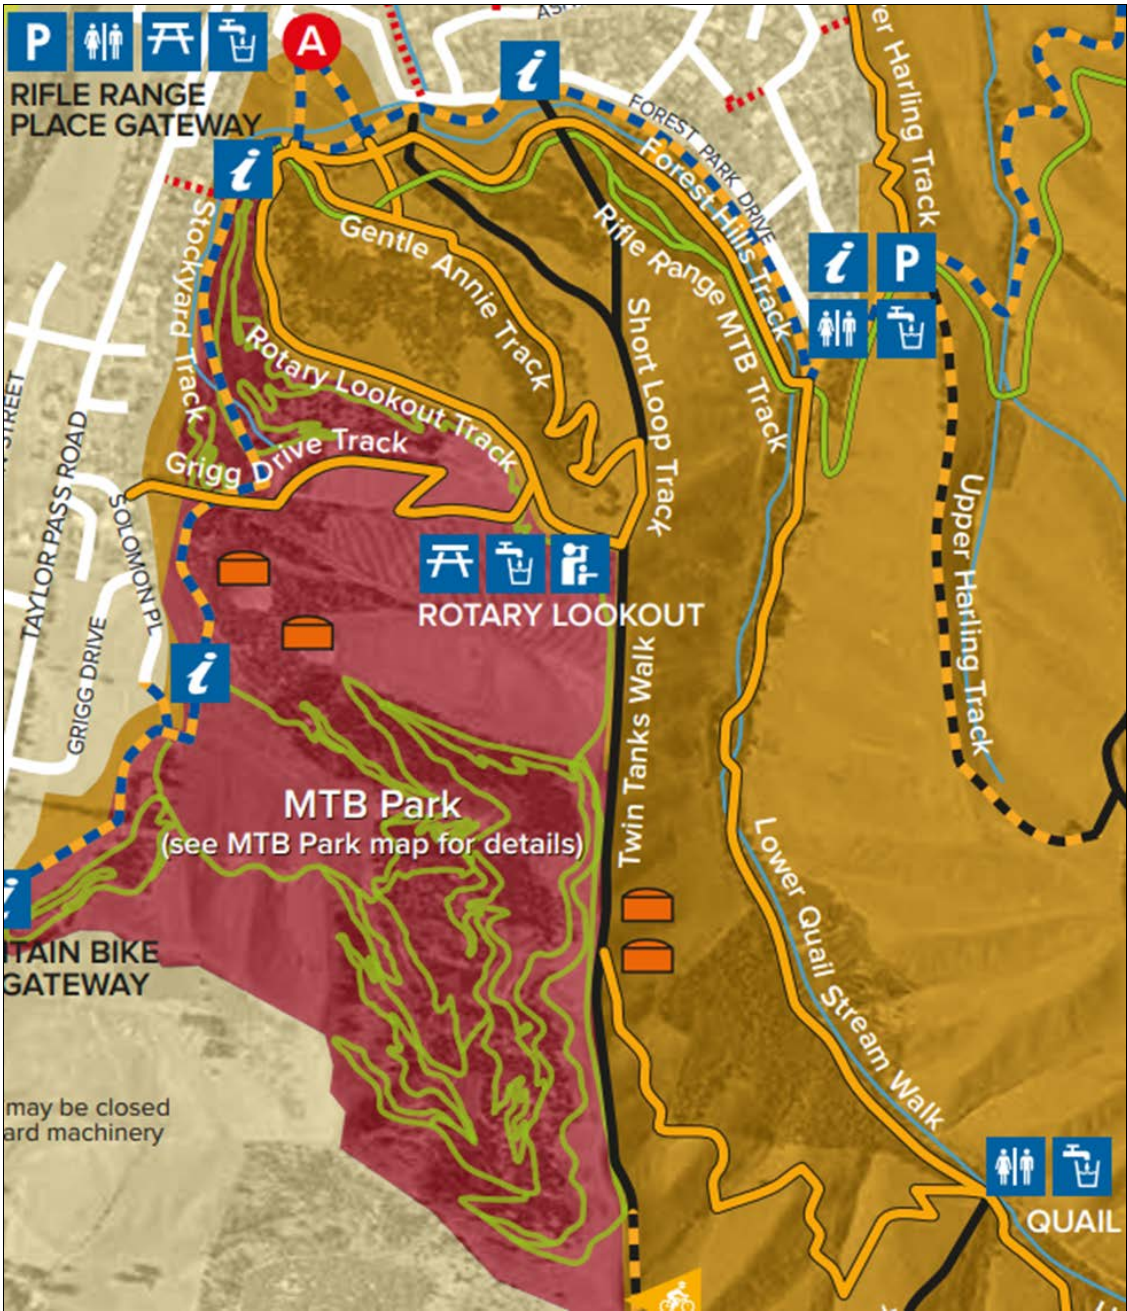 P
A
i
RIFLE RANGE
PLACE GATEWAY
i
er Harling Track
FOREST PARK DRIVE
Forest Hills Track
Rifle Range MTB Track
Gentle Annie Track
Stockyard Track
Short Loop Track
i
P
Rotary Lookout Track
Grigg Drive Track
STREET
TAYLOR PASS ROAD
SOLOMON PL
GRIGG DRIVE
ROTARY LOOKOUT
Upper Harling Track
i
Twin Tanks Walk
MTB Park
(see MTB Park map for details)
Lower Quail Stream Walk
i
TAIN BIKE
GATEWAY
may be closed
ard machinery
QUAIL